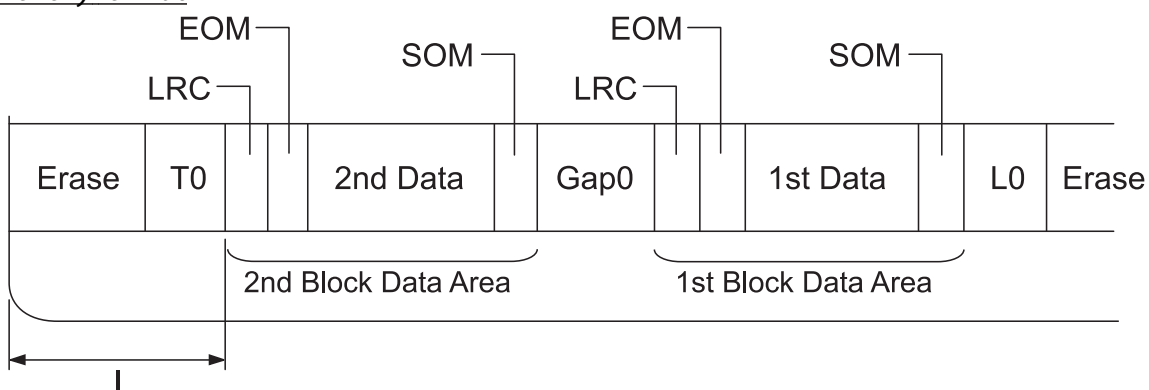 EOM
EOM
SOM
SOM
LRC
LRC
Erase T0 2nd Data Gap0 1st Data L0 Erase
2nd Block Data Area
1st Block Data Area